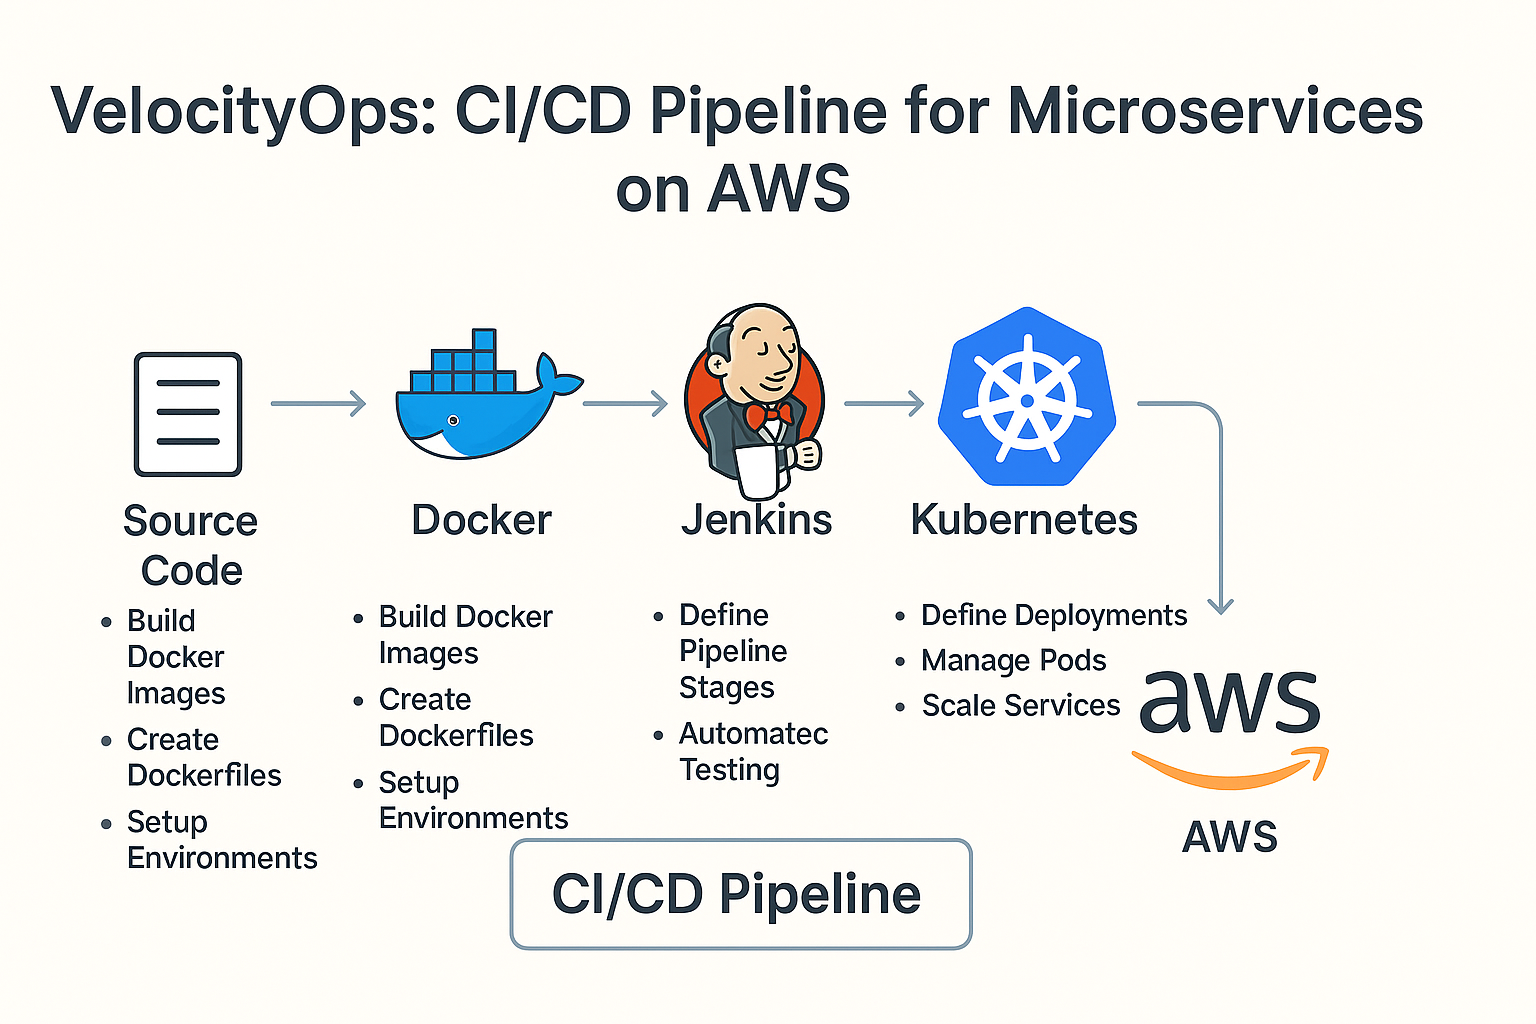 VelocityOps: CI/CD Pipeline for Microservices
on AWS
Source
Code
• Build
Docker
Images
• Create
Dockerfiles
• Setup
Environments
Docker
• Build Docker
Images
• Create
Dockerfiles
• Setup
Environments
Jenkins
• Define
Pipeline
Stages
• Automatec
Testing
Kubernetes
• Define Deployments
• Manage Pods
• Scale Services
aws
AWS
CI/CD Pipeline